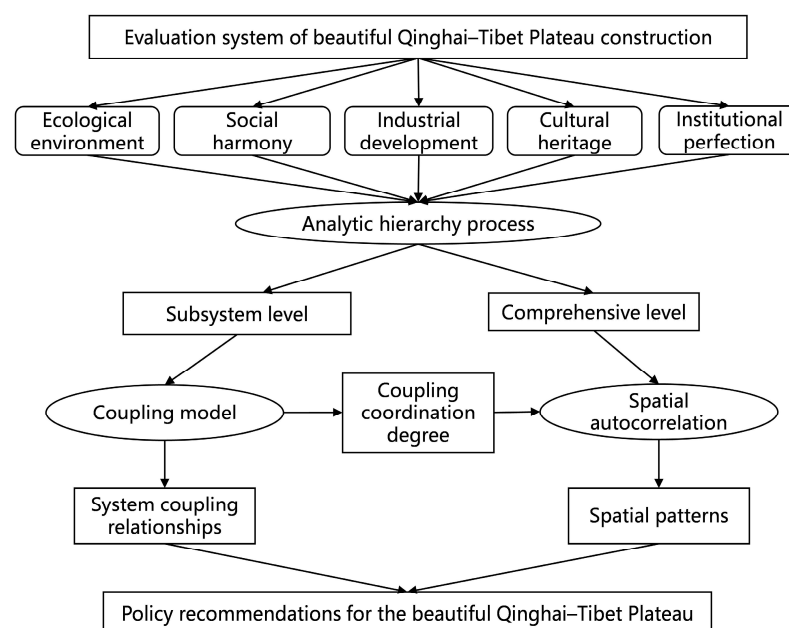 Evaluation system of beautiful Qinghai–Tibet Plateau construction
Ecological
environment
Social
harmony
Industrial
development
Cultural
heritage
Institutional
perfection
Analytic hierarchy process
Subsystem level
Comprehensive level
Coupling model
Coupling
coordination
degree
Spatial
autocorrelation
System coupling
relationships
Spatial patterns
Policy recommendations for the beautiful Qinghai–Tibet Plateau